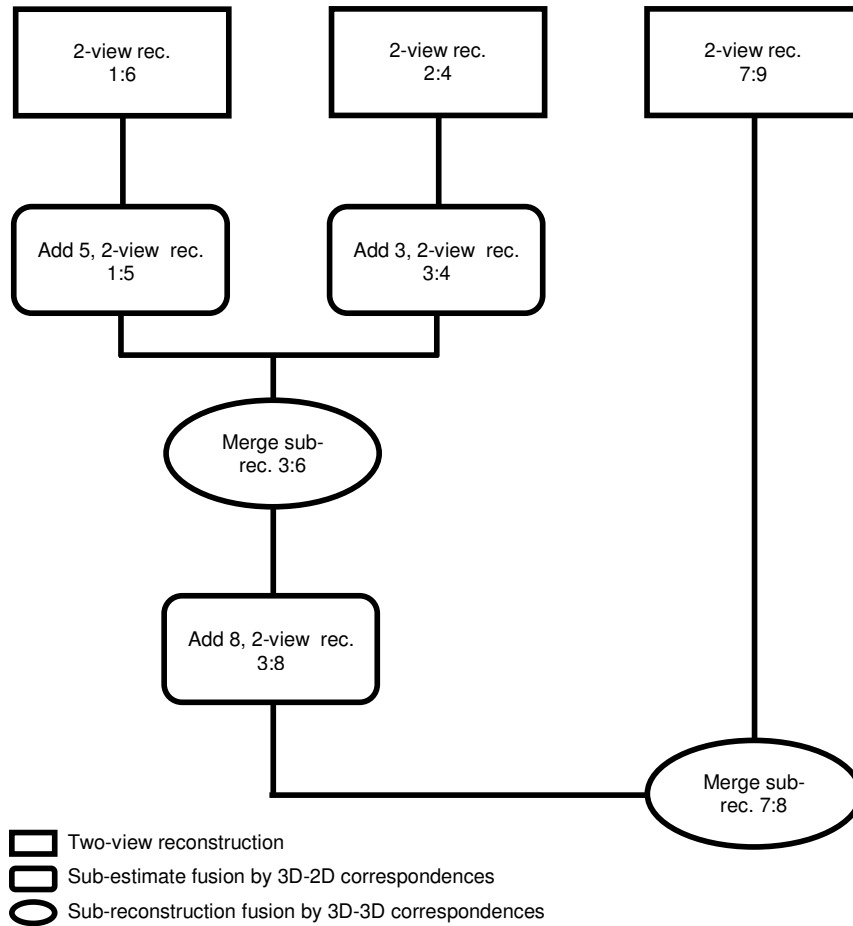 2-view rec.
1:6
2-view rec.
2:4
2-view rec.
7:9
Add 5, 2-view rec.
1:5
Add 3, 2-view rec.
3:4
Merge sub-
rec. 3:6
Add 8, 2-view rec.
3:8
Merge sub-
rec. 7:8
Two-view reconstruction
Sub-estimate fusion by 3D-2D correspondences
Sub-reconstruction fusion by 3D-3D correspondences